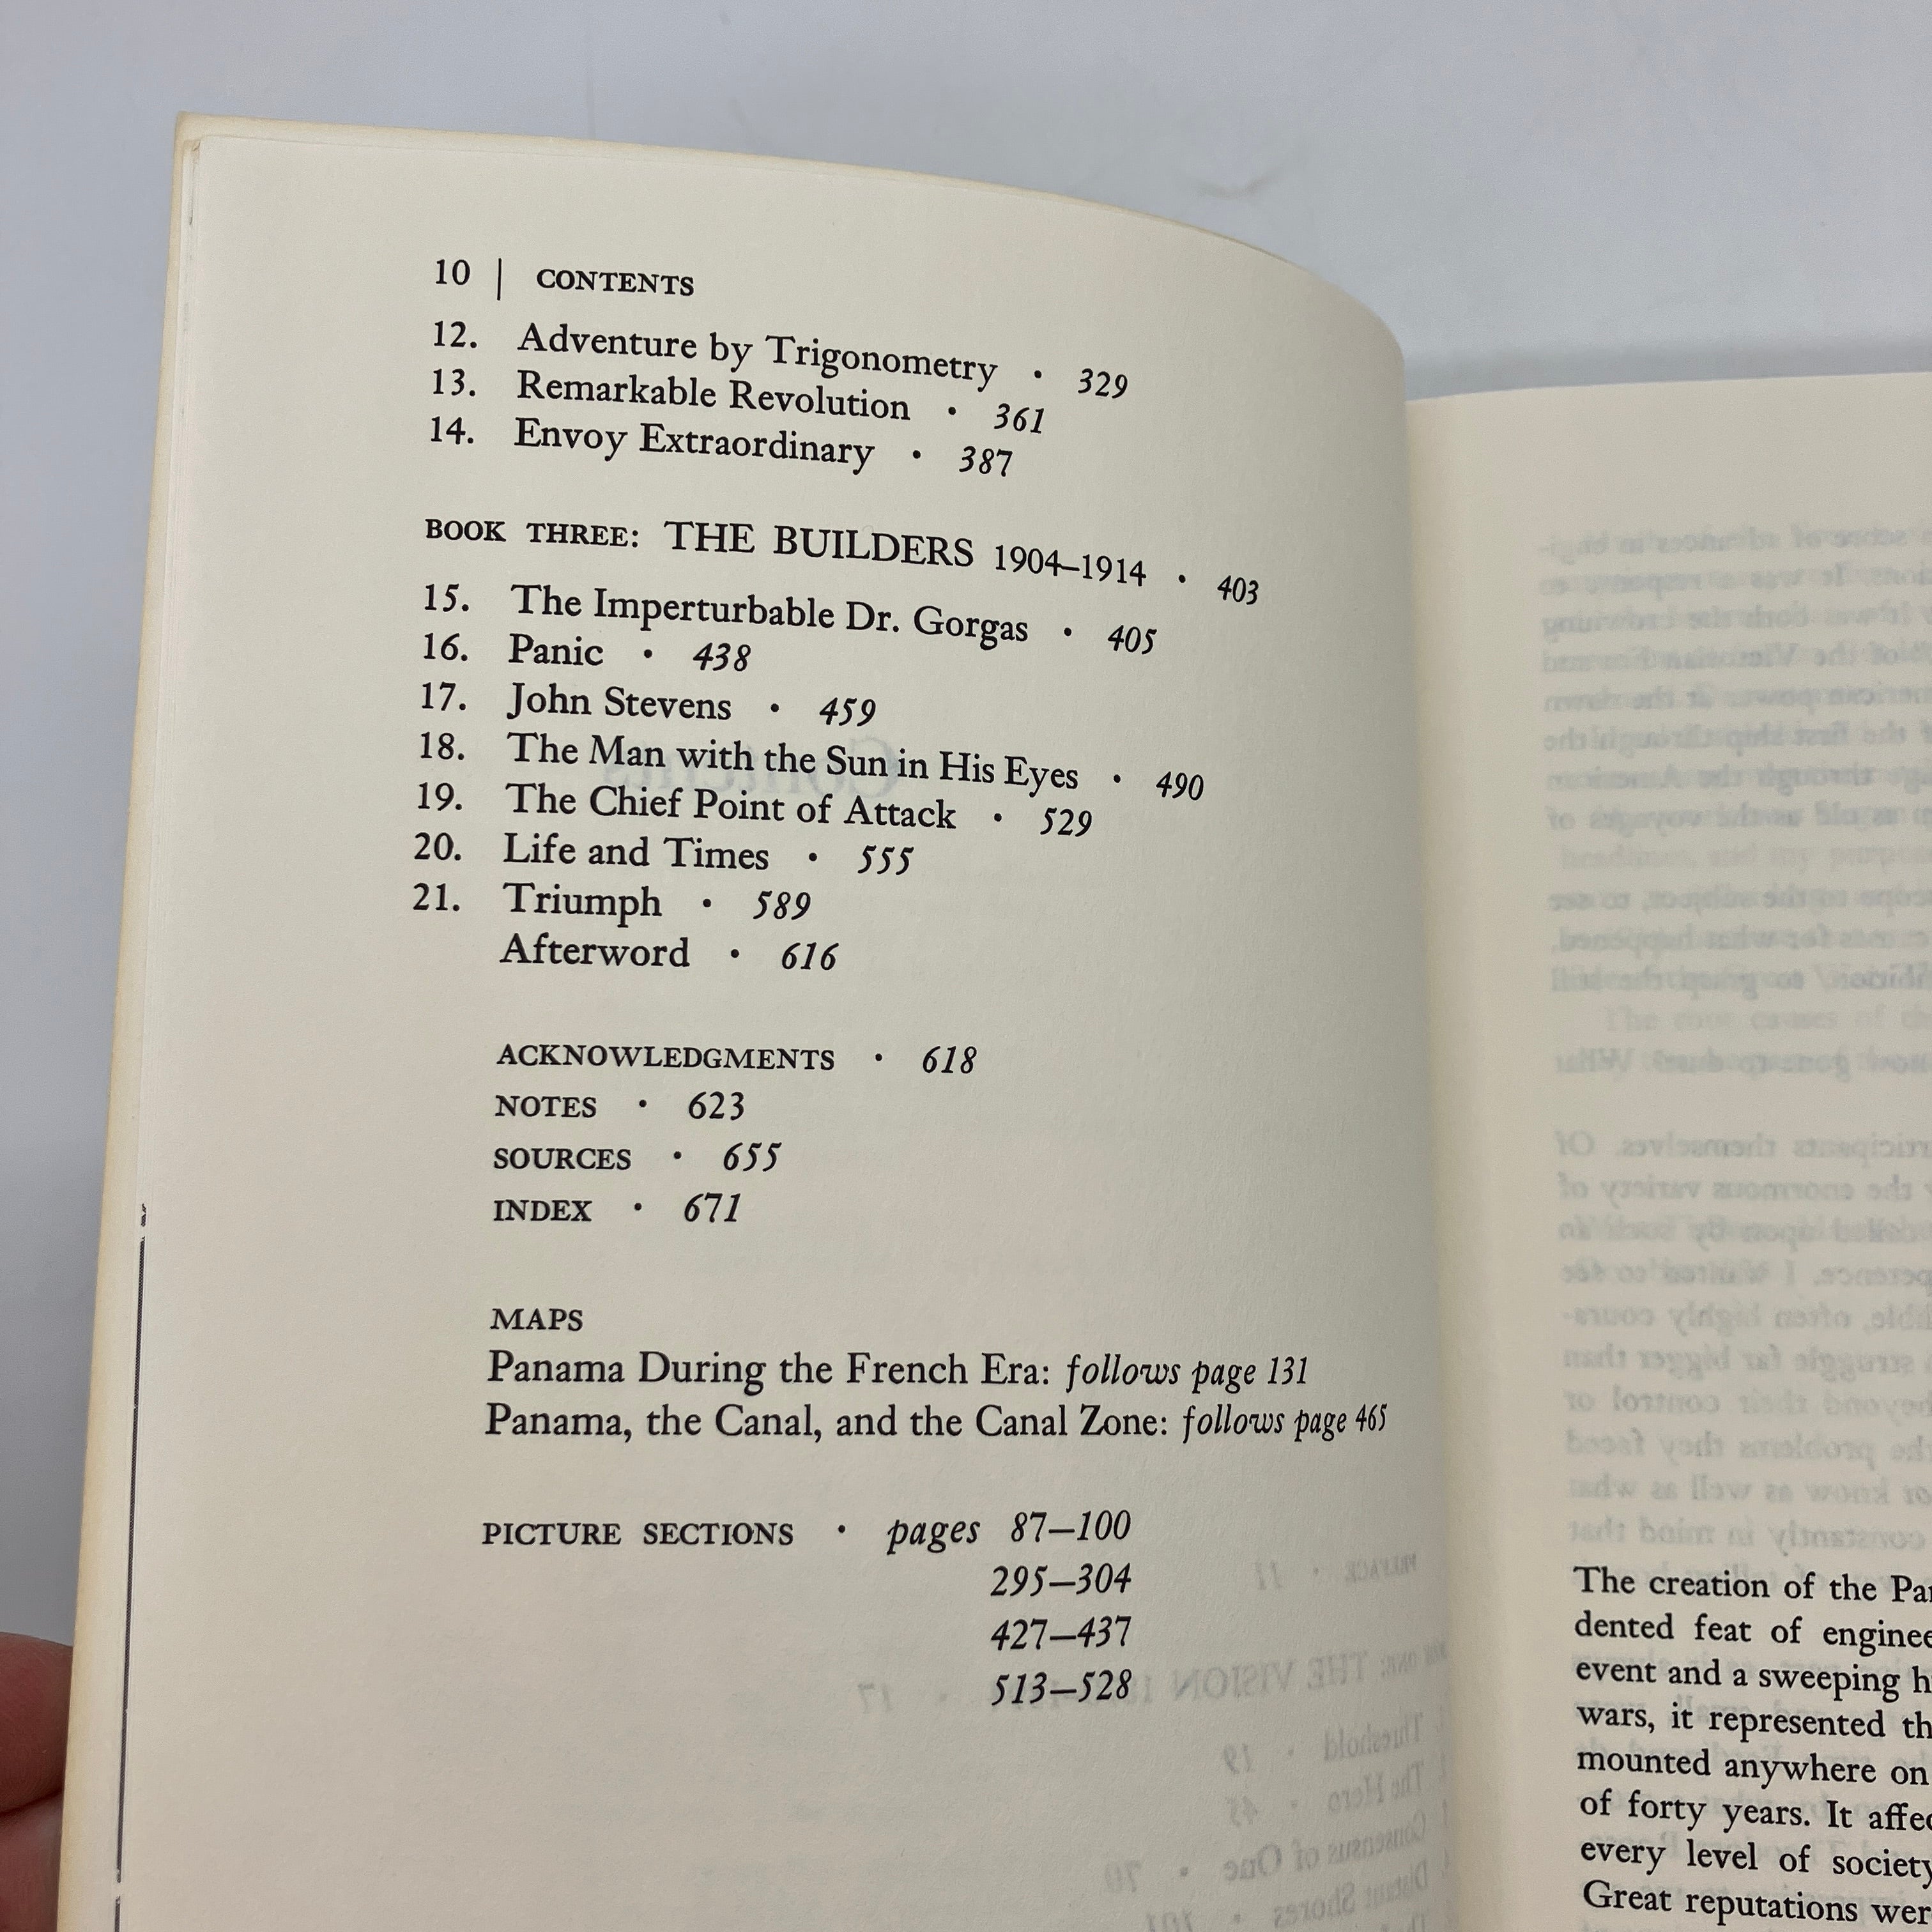 10 | CONTENTS
12. Adventure by Trigonometry · 329
13. Remarkable Revolution · 361
14. Envoy Extraordinary · 387
BOOK THREE: THE BUILDERS 1904–1914 · 403
15. The Imperturbable Dr. Gorgas · 405
16. Panic · 438
17. John Stevens · 459
18. The Man with the Sun in His Eyes · 490
19. The Chief Point of Attack · 529
20. Life and Times · 555
21. Triumph · 589
Afterword · 616
ACKNOWLEDGMENTS · 618
NOTES · 623
SOURCES · 655
INDEX · 671
MAPS
Panama During the French Era: follows page 131
Panama, the Canal, and the Canal Zone: follows page 465
PICTURE SECTIONS · pages 87–100
295–304
427–437
513–528
The creation of the
dented feat of
event and a sweeping
wars, it represented
mounted anywhere on
of forty years. It
every level of society
Great reputations